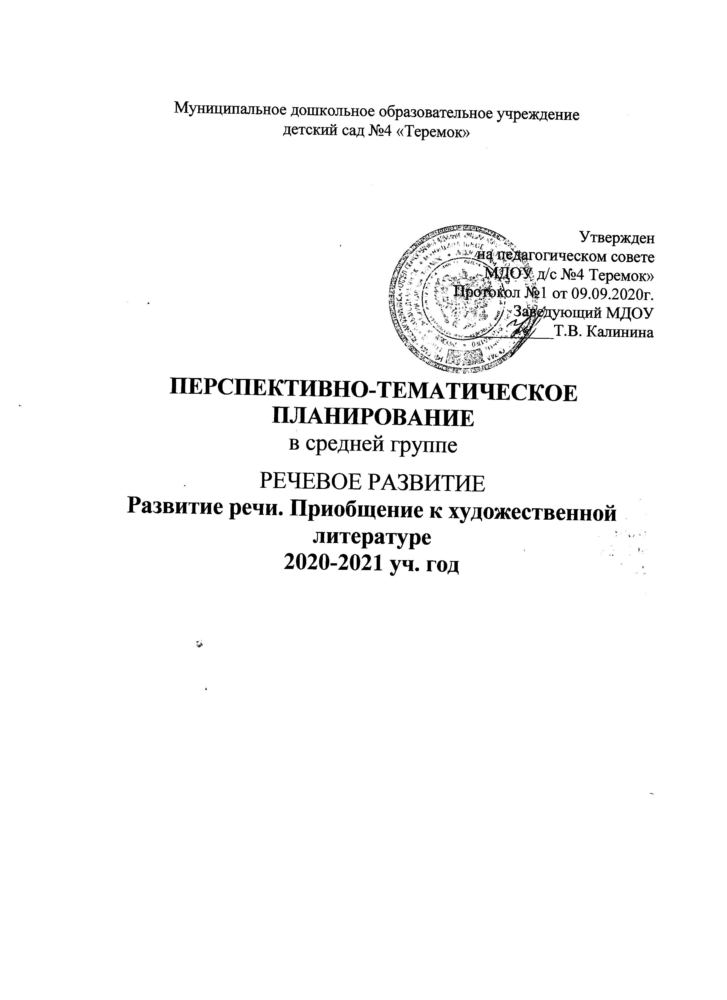 Муниципальное дошкольное образовательное учреждение
детский сад №4 «Теремок»
Утвержден
на педагогическом совете
МДОУ д/с №4 Теремок»
Протокол №1 от 09.09.2020г.
Заведующий МДОУ
Т.В. Калинина
ПЕРСПЕКТИВНО-ТЕМАТИЧЕСКОЕ
ПЛАНИРОВАНИЕ
в средней группе
РЕЧЕВОЕ РАЗВИТИЕ
Развитие речи. Приобщение к художественной
литературе
2020-2021 уч. год